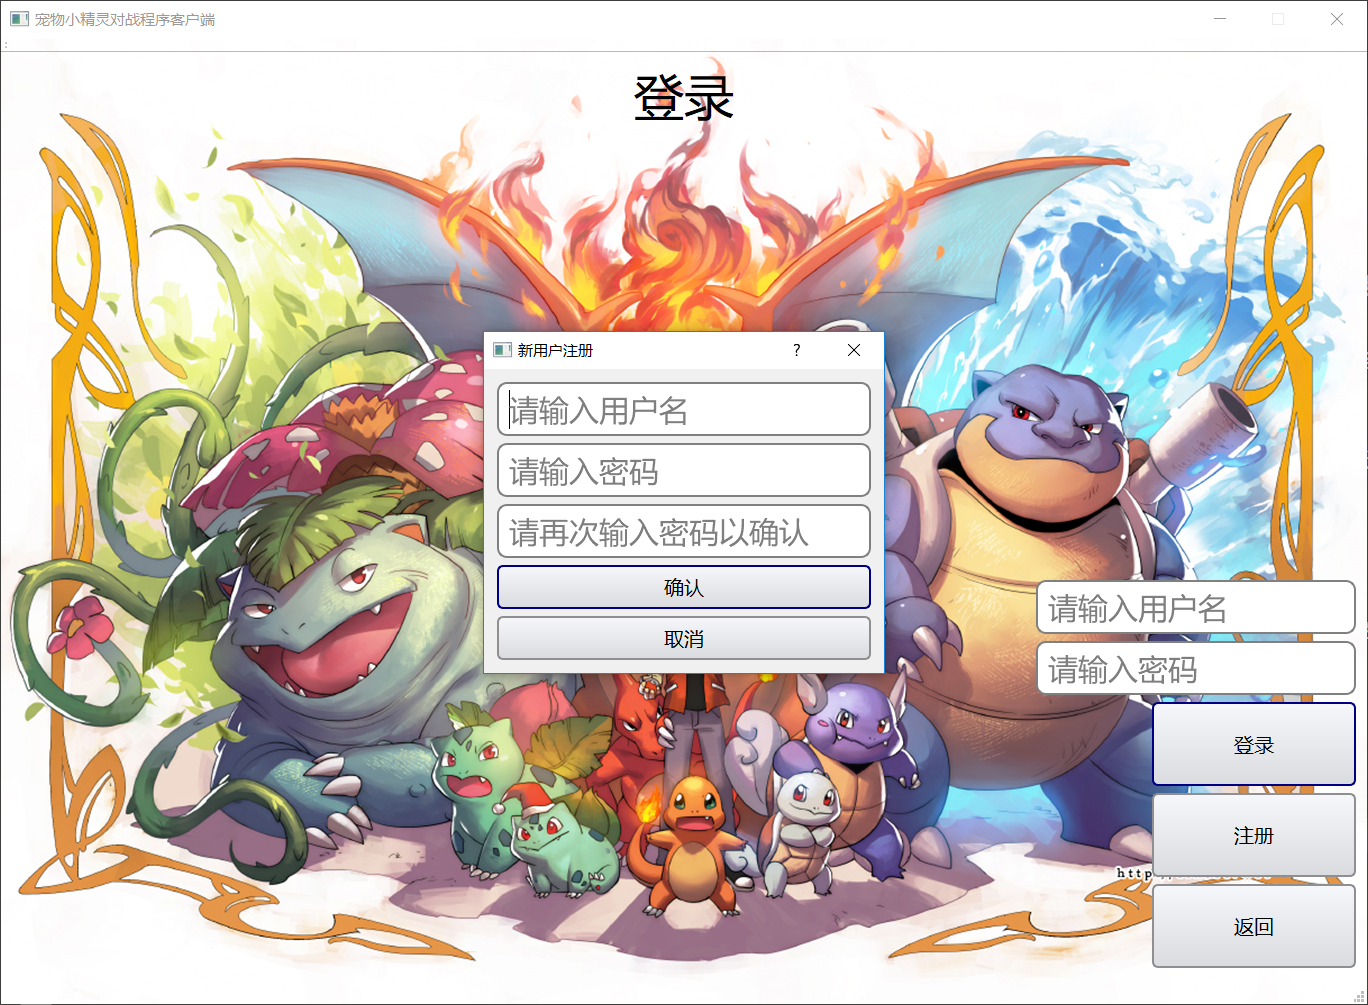 宠物小精灵对战程序客户端
登录
新用户注册
?
请输入用户名
请输入密码
请再次输入密码以确认
确认
取消
请输入用户名
请输入密码
登录
注册
返回